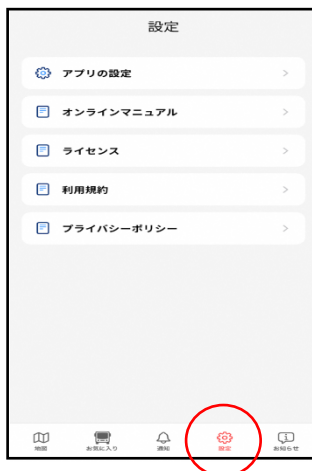 設定
アプリの設定
オンラインマニュアル
ライセンス
利用規約
プライバシーポリシー
地図 お気に入り 通知 設定 お知らせ